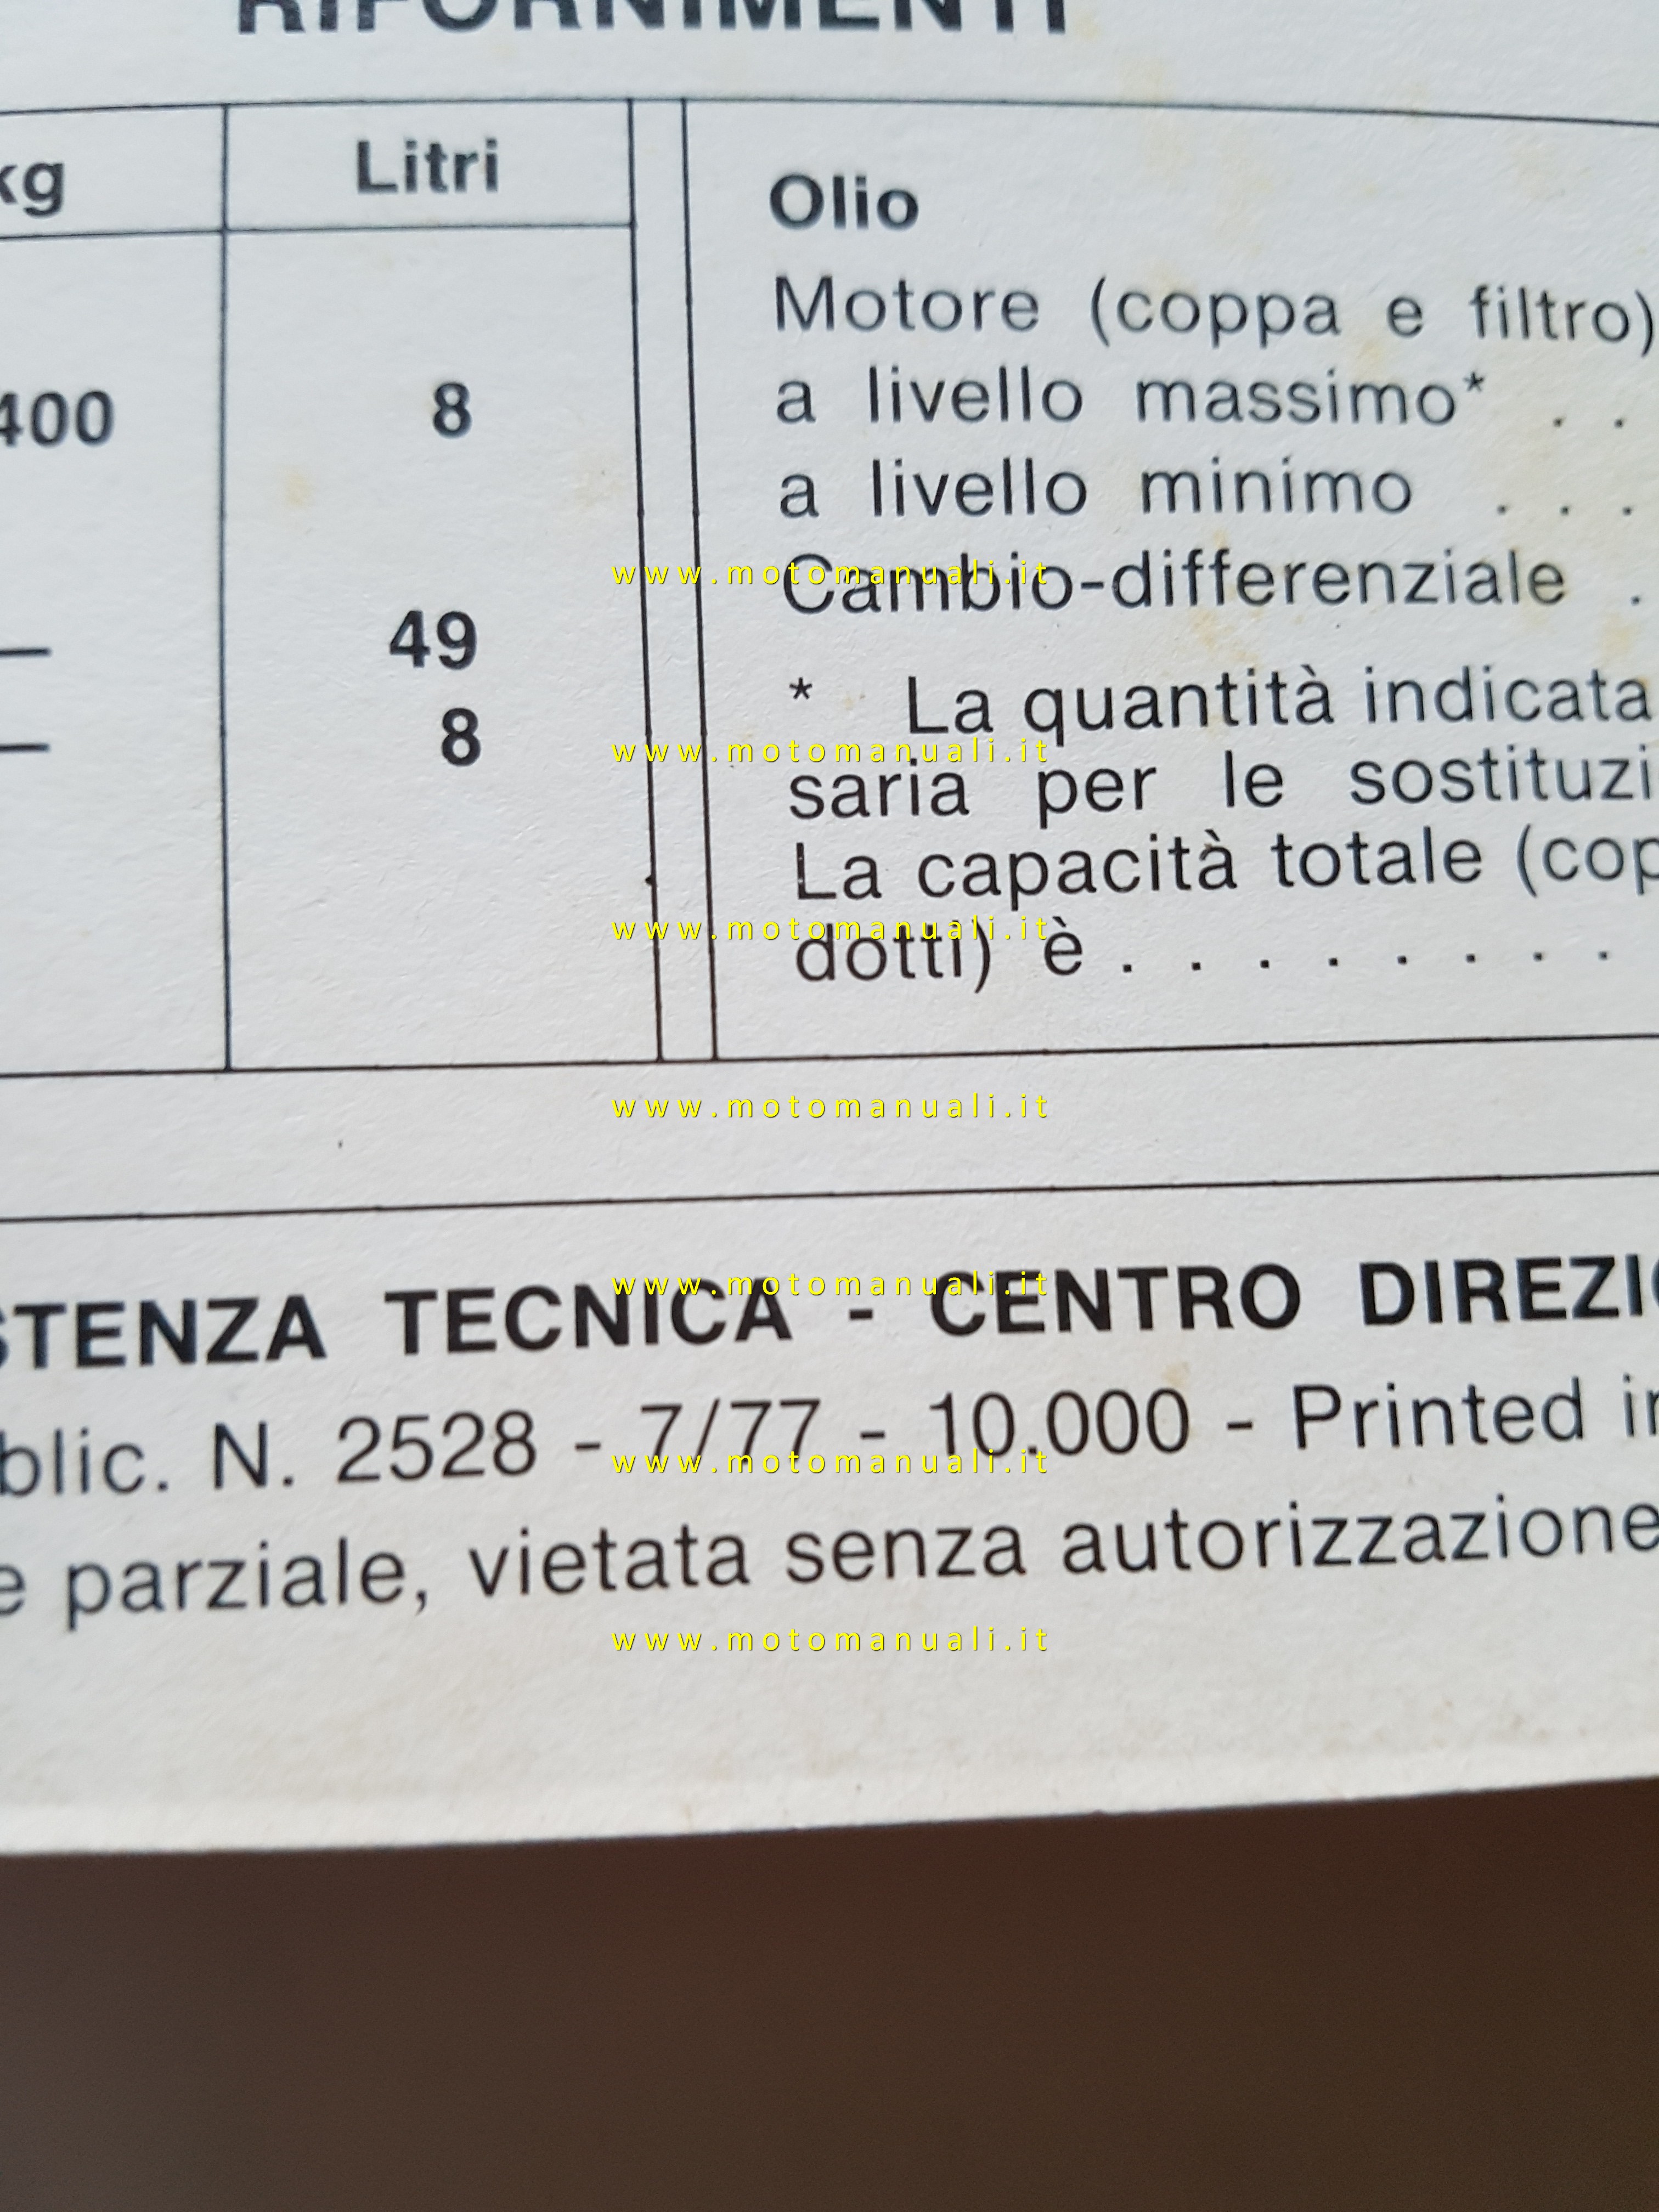 RIFORNIMENTI
kg
Litri
400
8
—
49
—
8
Olio
Motore (coppa e filtro)
a livello massimo* . .
a livello minimo . . .
Cambio-differenziale .
* La quantità indicata
saria per le sostituzi
La capacità totale (cop
dotti) è . . . . . . . .
STENZA TECNICA - CENTRO DIREZIO
blic. N. 2528 - 7/77 - 10.000 - Printed in
e parziale, vietata senza autorizzazione
www.motomanuali.it
www.motomanuali.it
www.motomanuali.it
www.motomanuali.it
www.motomanuali.it
www.motomanuali.it
www.motomanuali.it